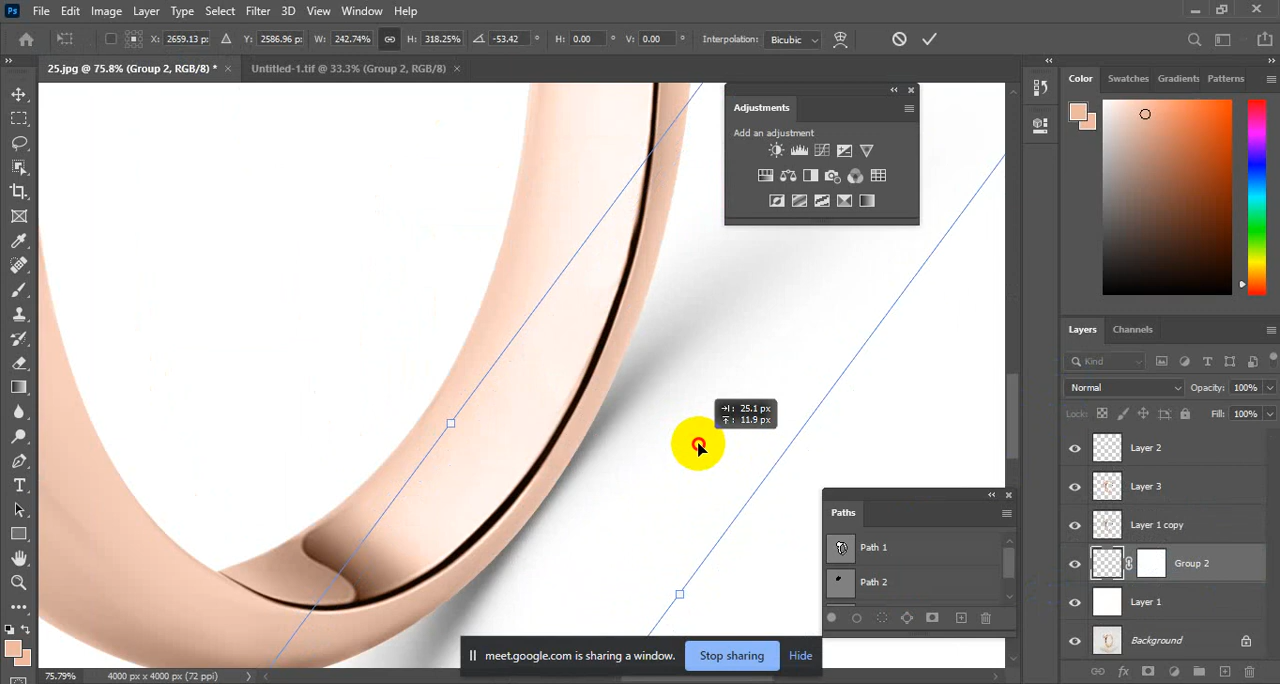 Ps File Edit Image Layer Type Select Filter 3D View Window Help
X: 2659.13 p: Y: 2586.96 p: W: 242.74% H: 318.25% -53.42 ° H: 0.00 ° V: 0.00 ° Interpolation: Bicubic
25.jpg @ 75.8% (Group 2, RGB/8) * × Untitled-1.tif @ 33.3% (Group 2, RGB/8) ×
Color Swatches Gradients Patterns
Adjustments
Add an adjustment
Layers Channels
Kind
Normal Opacity: 100%
Lock: Fill: 100%
25.1 px
11.9 px
Layer 2
Layer 3
Layer 1 copy
Group 2
Layer 1
Background
Paths
Path 1
Path 2
meet.google.com is sharing a window. Stop sharing Hide
75.79% 4000 px x 4000 px (72 ppi)